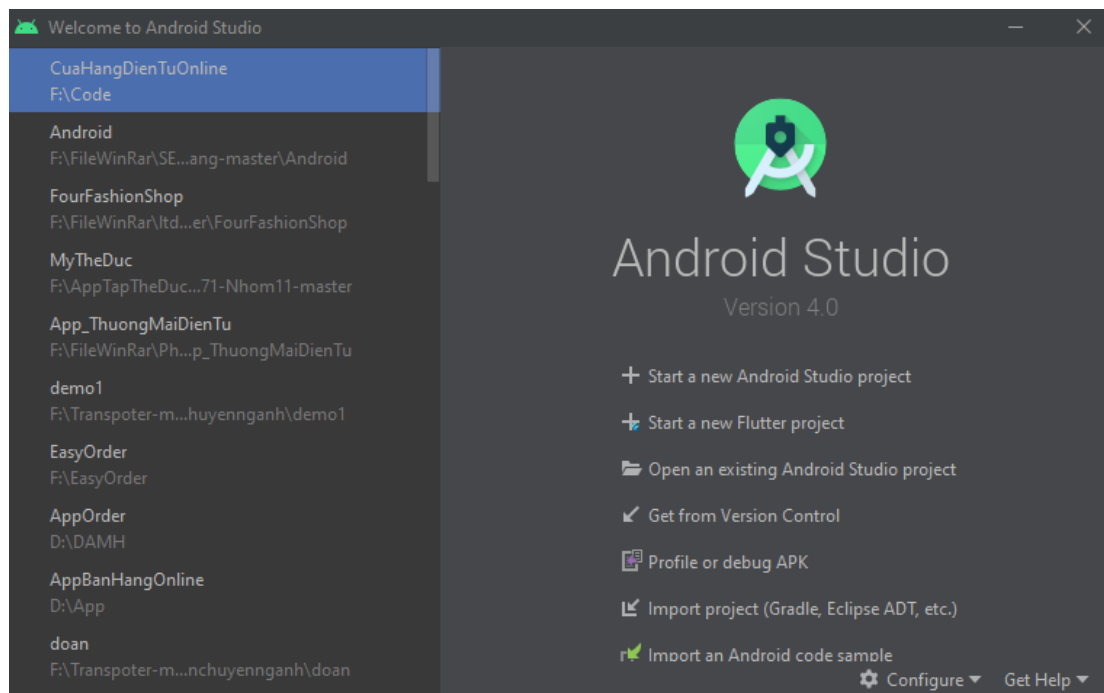 Welcome to Android Studio
CuaHangDienTuOnline
F:\Code
Android
F:\FileWinRar\SE...ang-master\Android
FourFashionShop
F:\FileWinRar\ltd...er\FourFashionShop
MyTheDuc
F:\AppTapTheDuc...71-Nhom11-master
App_ThuongMaiDienTu
F:\FileWinRar\Ph...p_ThuongMaiDienTu
demo1
F:\Transpoter-m...huyennganh\demo1
EasyOrder
F:\EasyOrder
AppOrder
D:\DAMH
AppBanHangOnline
D:\App
doan
F:\Transpoter-m...nchuyennganh\doan
Android Studio
Version 4.0
Start a new Android Studio project
Start a new Flutter project
Open an existing Android Studio project
Get from Version Control
Profile or debug APK
Import project (Gradle, Eclipse ADT, etc.)
Import an Android code sample
Configure
Get Help